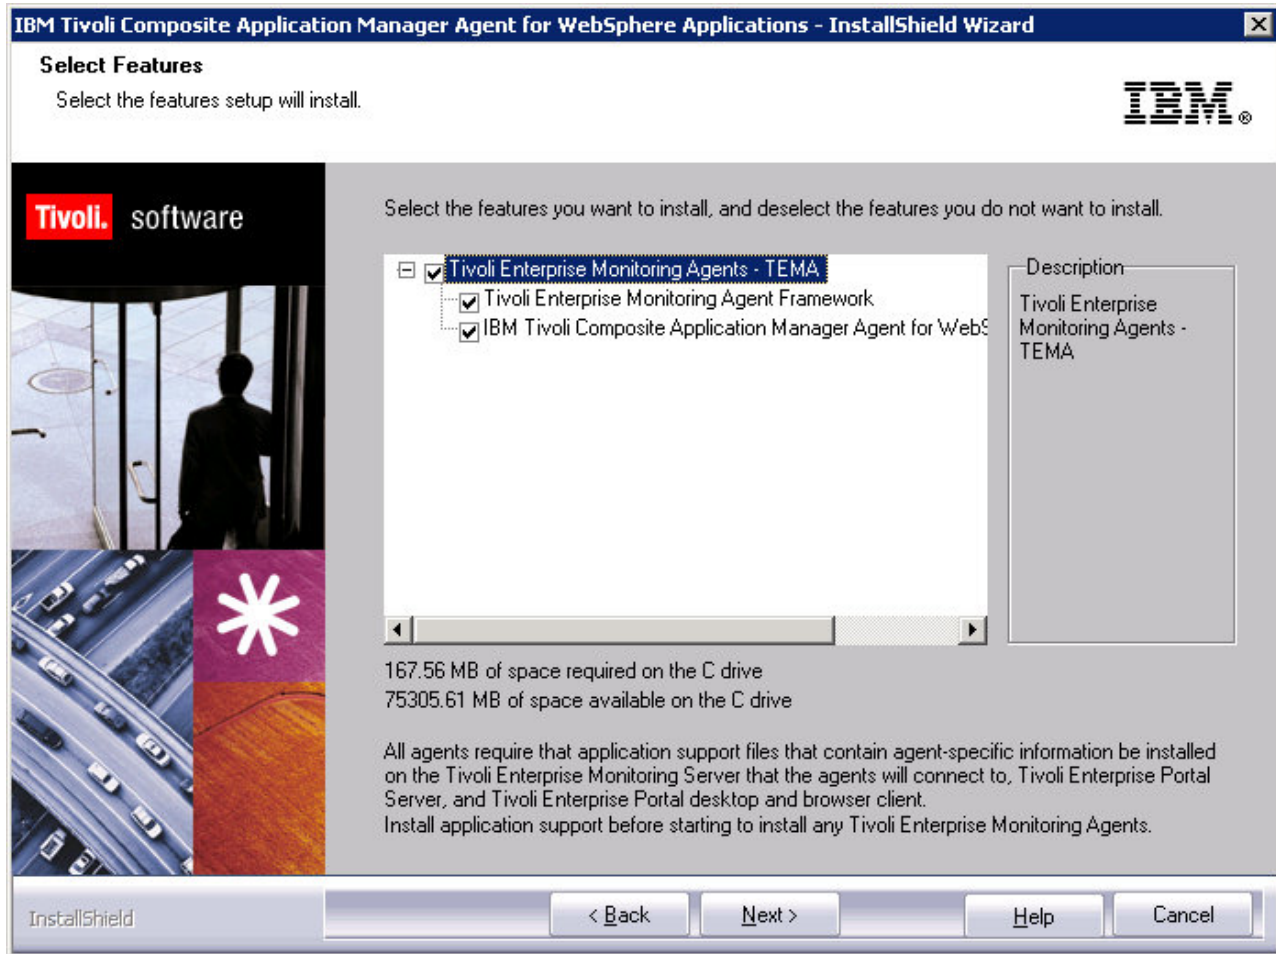 IBM Tivoli Composite Application Manager Agent for WebSphere Applications - InstallShield Wizard
Select Features
Select the features setup will install.
IBM®
Tivoli. software
Select the features you want to install, and deselect the features you do not want to install.
Tivoli Enterprise Monitoring Agents - TEMA
Tivoli Enterprise Monitoring Agent Framework
IBM Tivoli Composite Application Manager Agent for WebS
Description
Tivoli Enterprise
Monitoring Agents -
TEMA
167.56 MB of space required on the C drive
75305.61 MB of space available on the C drive
All agents require that application support files that contain agent-specific information be installed
on the Tivoli Enterprise Monitoring Server that the agents will connect to, Tivoli Enterprise Portal
Server, and Tivoli Enterprise Portal desktop and browser client.
Install application support before starting to install any Tivoli Enterprise Monitoring Agents.
InstallShield
< Back
Next >
Help
Cancel